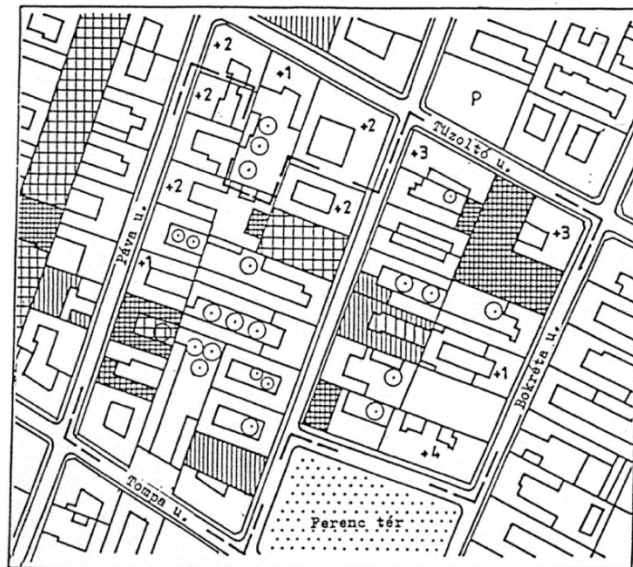 +2
+1
+2
+2
P
Tűzoltó u.
+3
+2
+2
+3
Páva u.
+1
+1
Bokréta u.
+4
Tompa u.
Ferenc tér